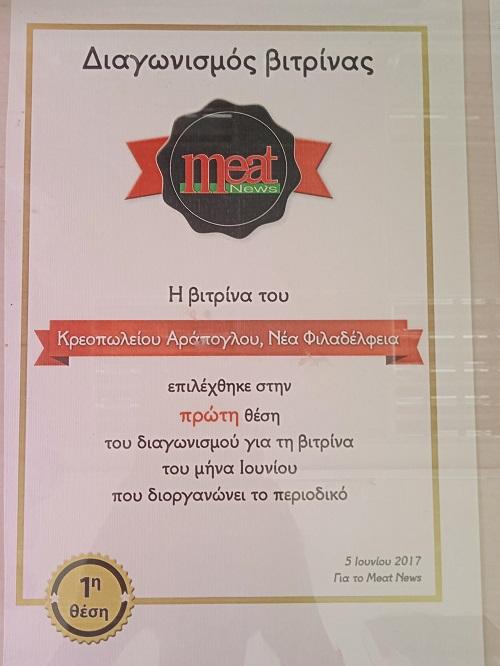 Διαγωνισμός βιτρίνας
meat
News
Η βιτρίνα του
Κρεοπωλείου Αράπογλου, Νέα Φιλαδέλφεια
επιλέχθηκε στην
πρώτη θέση
του διαγωνισμού για τη βιτρίνα
του μήνα Ιουνίου
που διοργανώνει το περιοδικό
5 Ιουνίου 2017
Για το Meat News
1η
θέση